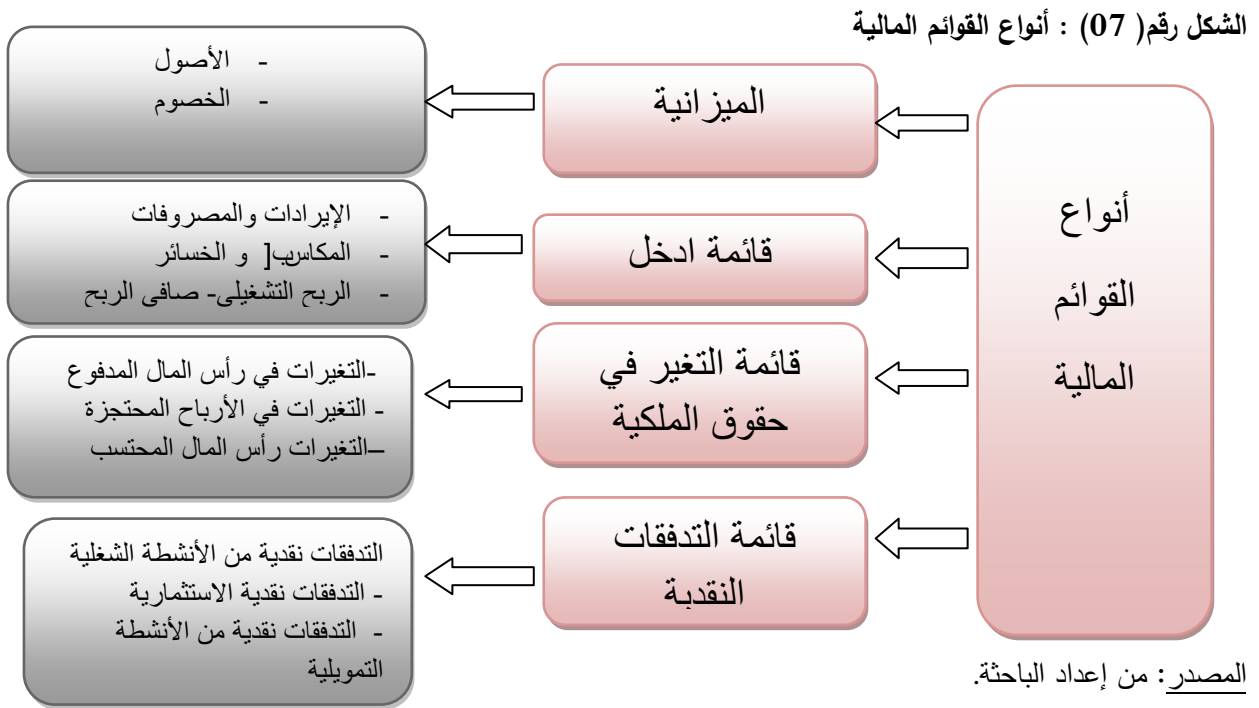 الشكل رقم( 07) : أنواع القوائم المالية
أنواع
القوائم
المالية
الميزانية
- الأصول
- الخصوم
قائمة ادخل
- الإيرادات والمصروفات
- المكاسب[ و الخسائر
- الربح التشغيلي- صافي الربح
قائمة التغير في
حقوق الملكية
-التغيرات في رأس المال المدفوع
- التغيرات في الأرباح المحتجزة
–التغيرات رأس المال المحتسب
قائمة التدفقات
النقدية
التدفقات نقدية من الأنشطة الشغلية
- التدفقات نقدية الاستثمارية
- التدفقات نقدية من الأنشطة
التمويلية
المصدر: من إعداد الباحثة.